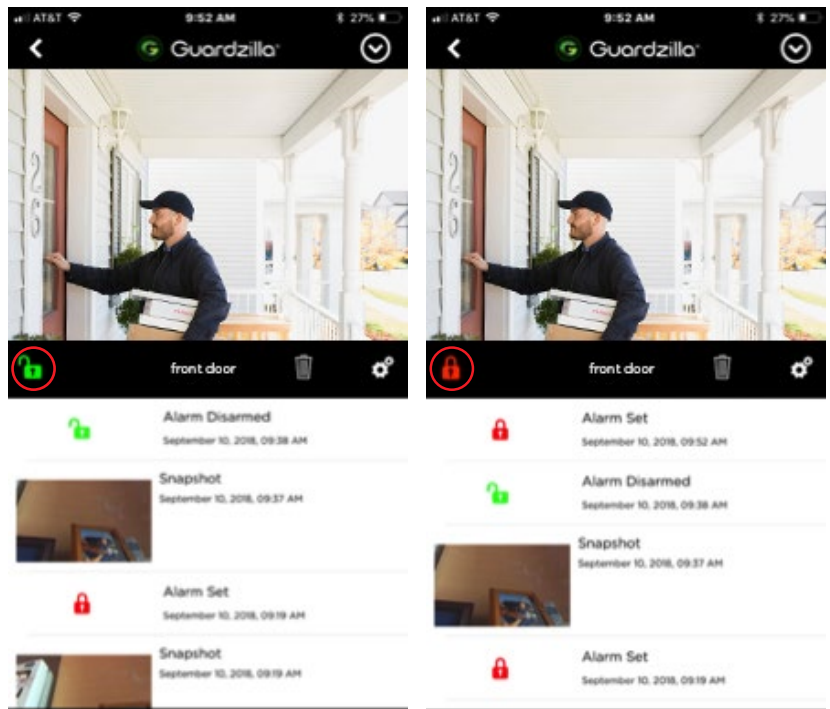 AT&T 9:52 AM 27%
Guardzilla
26
front door
Alarm Disarmed
September 10, 2018, 09:38 AM
Snapshot
September 10, 2018, 09:37 AM
Alarm Set
September 10, 2018, 09:19 AM
Snapshot
September 10, 2018, 09:19 AM
AT&T 9:52 AM 27%
Guardzilla
26
front door
Alarm Set
September 10, 2018, 09:52 AM
Alarm Disarmed
September 10, 2018, 09:38 AM
Snapshot
September 10, 2018, 09:37 AM
Alarm Set
September 10, 2018, 09:19 AM